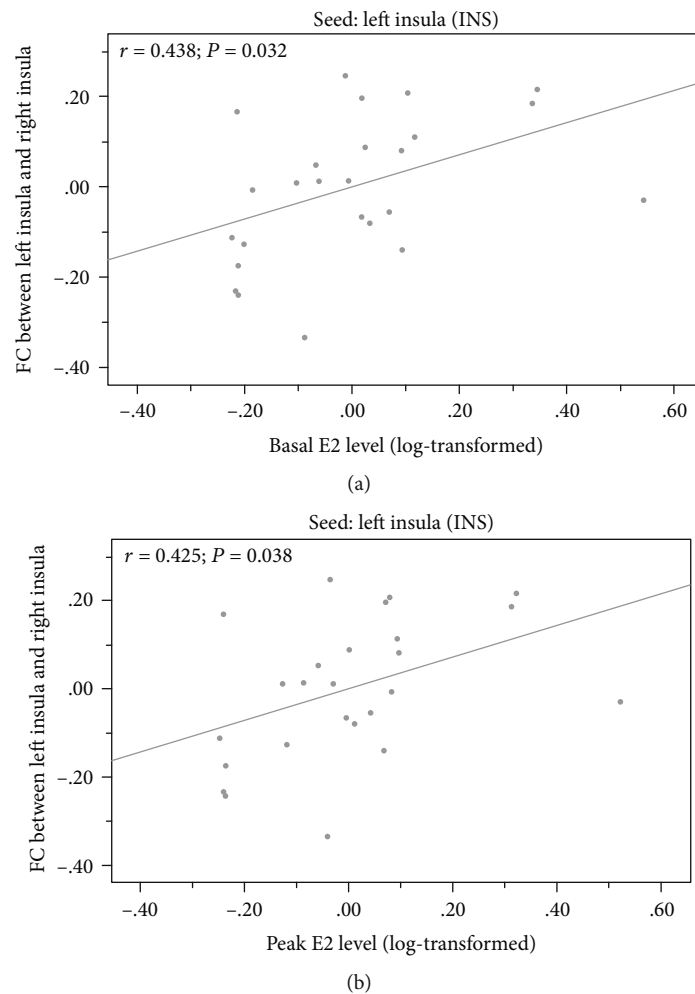 Seed: left insula (INS)
r = 0.438; P = 0.032
FC between left insula and right insula
.20
.00
−.20
−.40
−.40
−.20
.00
.20
.40
.60
Basal E2 level (log-transformed)
(a)
Seed: left insula (INS)
r = 0.425; P = 0.038
FC between left insula and right insula
.20
.00
−.20
−.40
−.40
−.20
.00
.20
.40
.60
Peak E2 level (log-transformed)
(b)